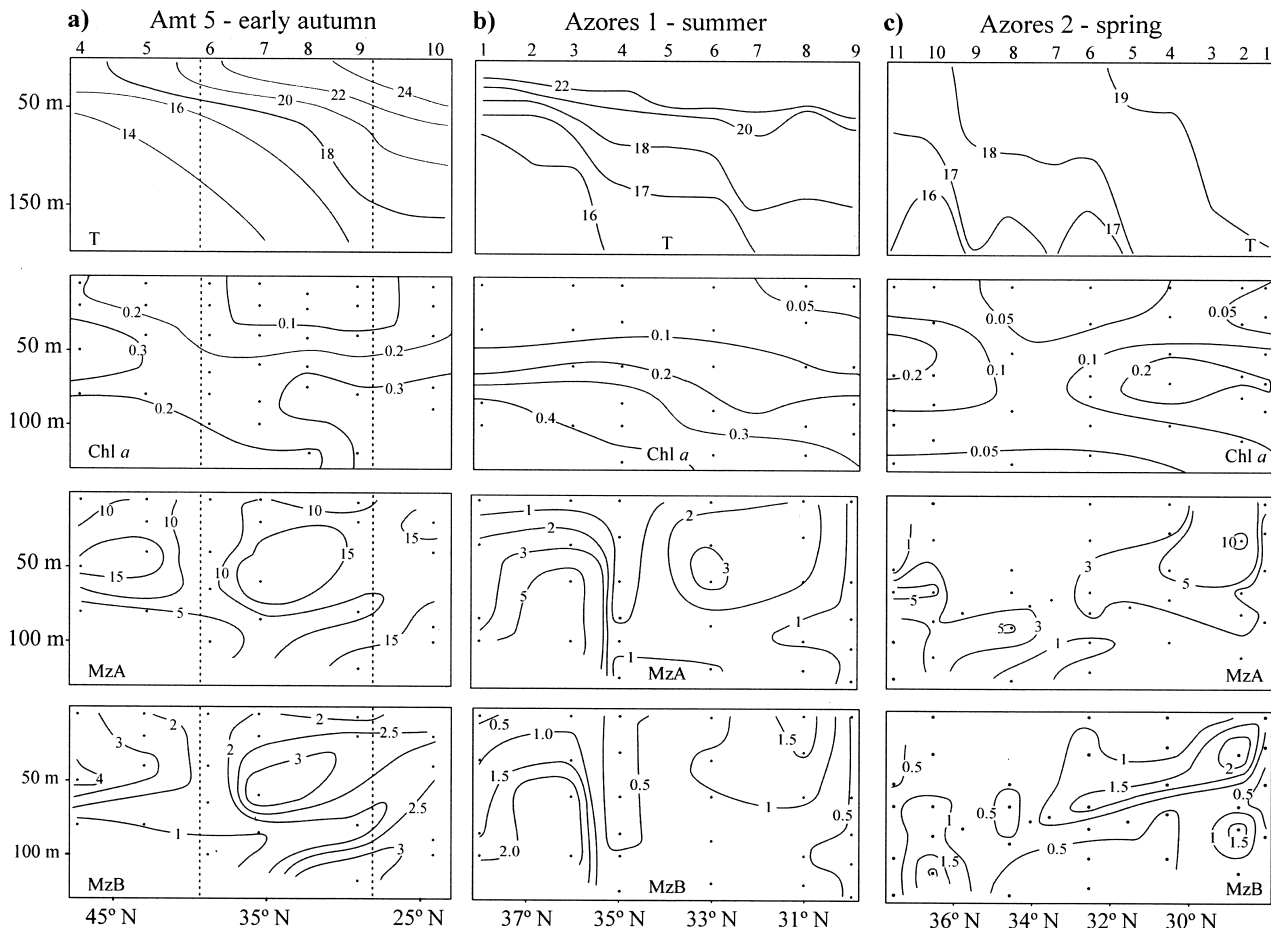 a) Amt 5 - early autumn
4 5 6 7 8 9 10
50 m
150 m
14 16 18 20 22 24
T
50 m
100 m
0.2 0.3 0.2 0.1 0.2 0.3
Chl a
50 m
100 m
10 10 10 15 15 10 15 5 15
MzA
50 m
100 m
2 2 2.5 3 2 3 4 2.5 1 3
MzB
45° N 35° N 25° N
b) Azores 1 - summer
1 2 3 4 5 6 7 8 9
22 20 18 17 16
T
0.05 0.1 0.2 0.4 0.3
Chl a
1 2 2 3 3 5 1 1
MzA
0.5 1.0 1.5 1.5 0.5 1 0.5 2.0
MzB
37° N 35° N 33° N 31° N
c) Azores 2 - spring
11 10 9 8 7 6 5 4 3 2 1
19 18 17 16 17
T
0.05 0.05 0.1 0.1 0.2 0.2 0.05
Chl a
1 10 3 5 5 5 3 1
MzA
0.5 1 2 1.5 0.5 0.5 1 1 1.5 0.5 1.5
MzB
36° N 34° N 32° N 30° N